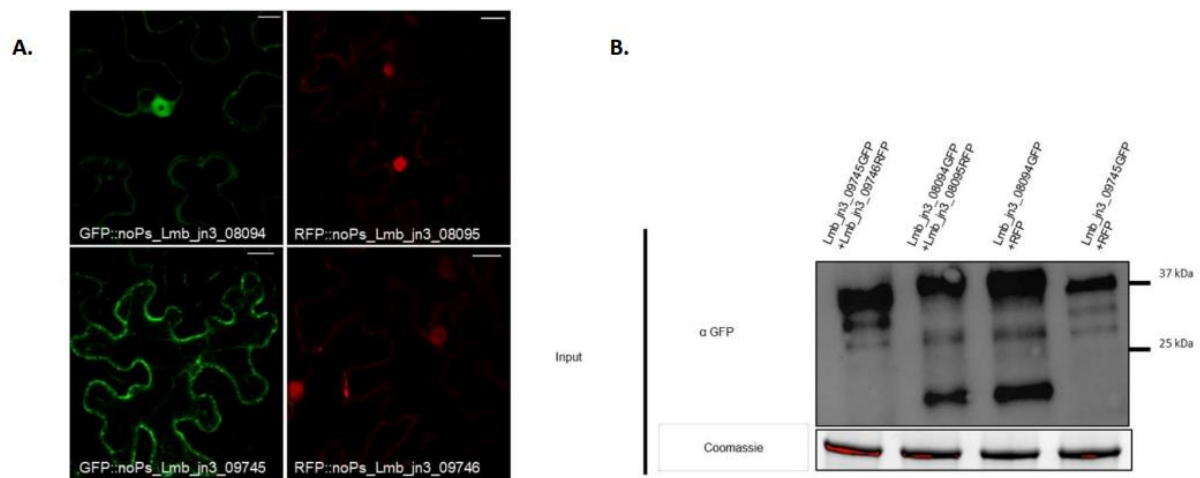 A.
GFP::noPs_Lmb_jn3_08094
RFP::noPs_Lmb_jn3_08095
GFP::noPs_Lmb_jn3_09745
RFP::noPs_Lmb_jn3_09746
B.
Lmb_jn3_09745GFP
+Lmb_jn3_09746RFP
Lmb_jn3_08094GFP
+Lmb_jn3_08095RFP
Lmb_jn3_08094GFP
+RFP
Lmb_jn3_09745GFP
+RFP
37 kDa
25 kDa
Input
α GFP
Coomassie